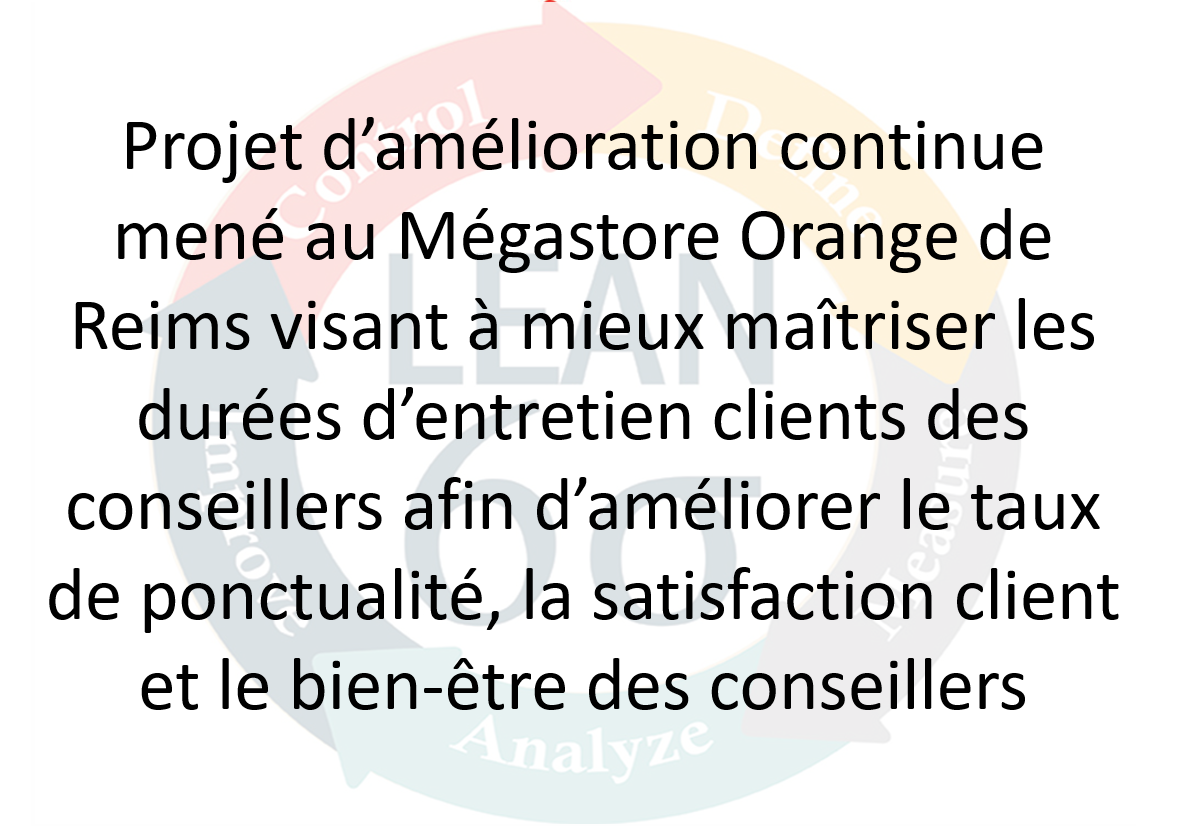 Projet d’amélioration continue
mené au Mégastore Orange de
Reims visant à mieux maîtriser les
durées d’entretien clients des
conseillers afin d’améliorer le taux
de ponctualité, la satisfaction client
et le bien-être des conseillers
Control
Define
Measure
Analyze
Improve
LEAN
6σ